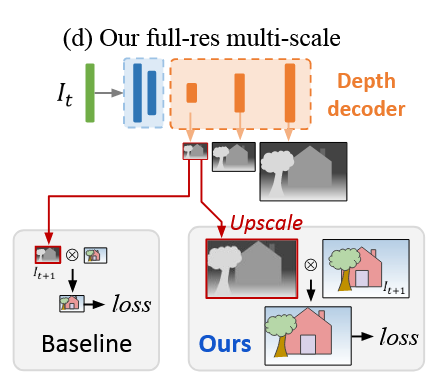 (d) Our full-res multi-scale
I_t
Depth
decoder
Upscale
I_{t+1}
⊗
loss
Baseline
⊗
I_{t+1}
loss
Ours